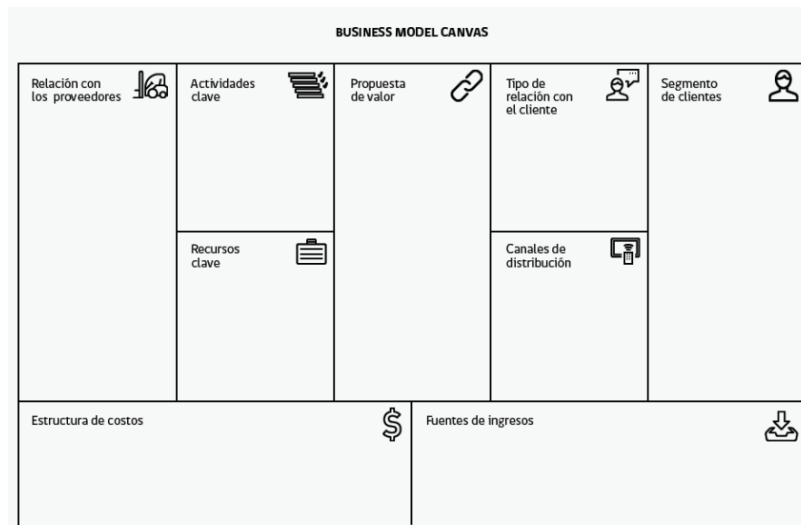 BUSINESS MODEL CANVAS
Relación con
los proveedores
Actividades
clave
Propuesta
de valor
Tipo de
relación con
el cliente
Segmento
de clientes
Recursos
clave
Canales de
distribución
Estructura de costos
$
Fuentes de ingresos